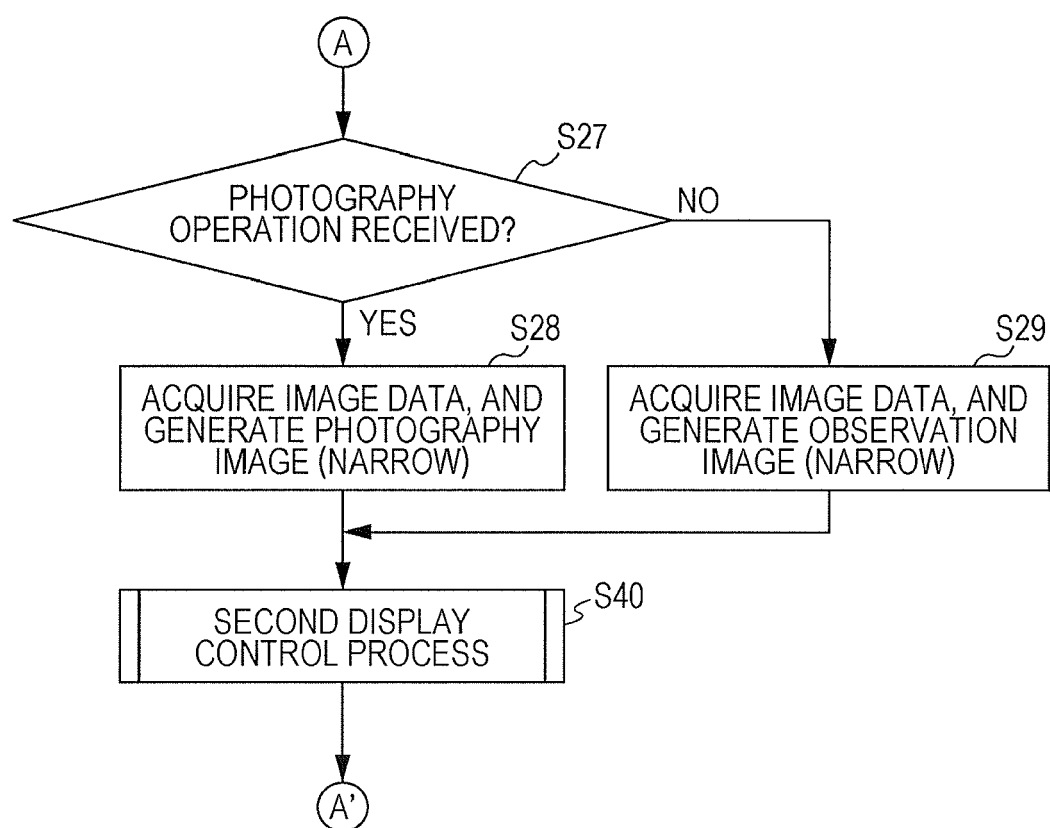 A
S27
PHOTOGRAPHY
OPERATION RECEIVED?
NO
YES
S28
S29
ACQUIRE IMAGE DATA, AND
GENERATE PHOTOGRAPHY
IMAGE (NARROW)
ACQUIRE IMAGE DATA, AND
GENERATE OBSERVATION
IMAGE (NARROW)
S40
SECOND DISPLAY
CONTROL PROCESS
A'